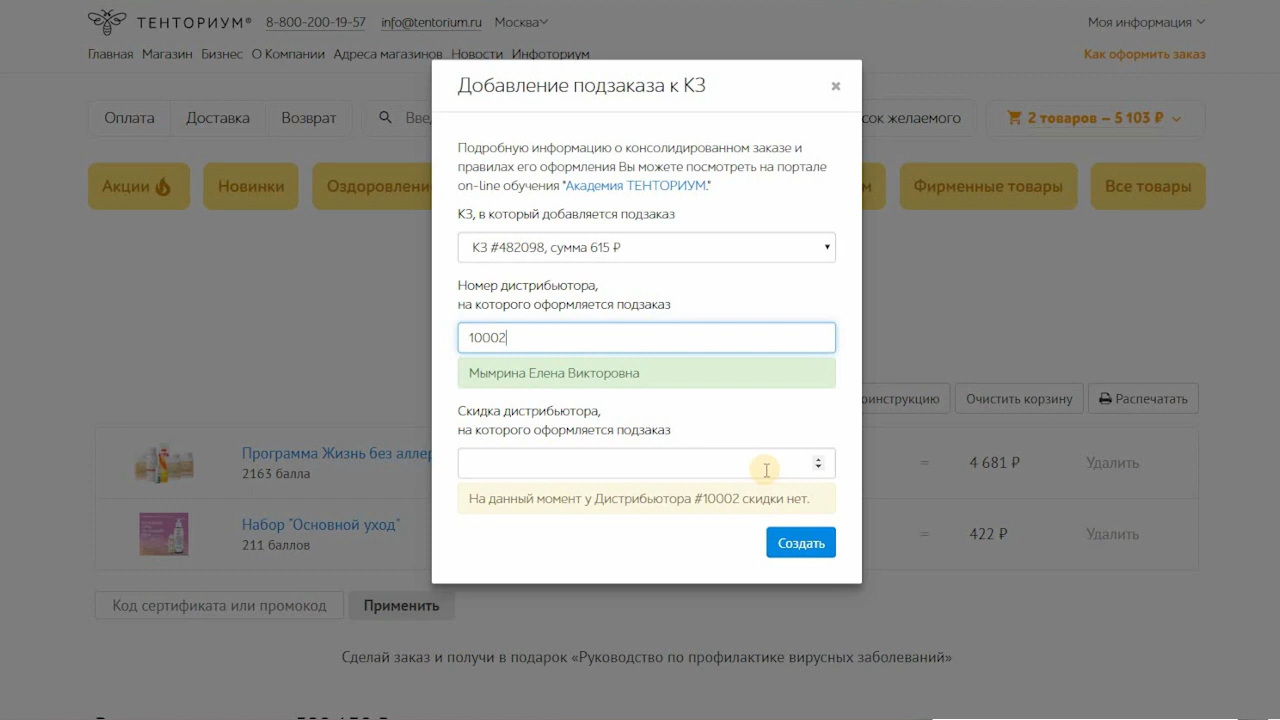 ТЕНТОРИУМ®
8-800-200-19-57
info@tentorium.ru
Москва
Моя информация
Главная Магазин Бизнес О Компании Адреса магазинов Новости Инфоториум
Как оформить заказ
Добавление подзаказа к КЗ
×
Оплата Доставка Возврат
Вве
сок желаемого
2 товаров – 5 103 ₽
Акции
Новинки
Оздоровление
м
Фирменные товары
Все товары
Подробную информацию о консолидированном заказе и
правилах его оформления Вы можете посмотреть на портале
on-line обучения "Академия ТЕНТОРИУМ."
КЗ, в который добавляется подзаказ
КЗ #482098, сумма 615 ₽
Номер дистрибьютора,
на которого оформляется подзаказ
10002
Мымрина Елена Викторовна
Скидка дистрибьютора,
на которого оформляется подзаказ
На данный момент у Дистрибьютора #10002 скидки нет.
Создать
оинструкцию
Очистить корзину
Распечатать
Программа Жизнь без аллер
2163 балла
= 4 681 ₽ Удалить
Набор "Основной уход"
211 баллов
= 422 ₽ Удалить
Код сертификата или промокод
Применить
Сделай заказ и получи в подарок «Руководство по профилактике вирусных заболеваний»